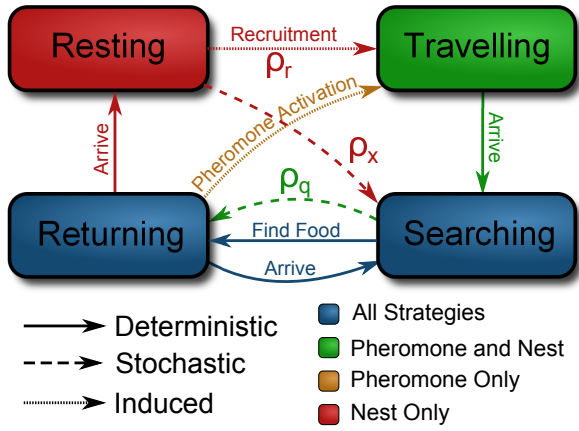 Resting
Recruitment
ρr
Travelling
Pheromone Activation
Arrive
ρx
Arrive
ρq
Returning
Find Food
Searching
Arrive
Deterministic
Stochastic
Induced
All Strategies
Pheromone and Nest
Pheromone Only
Nest Only